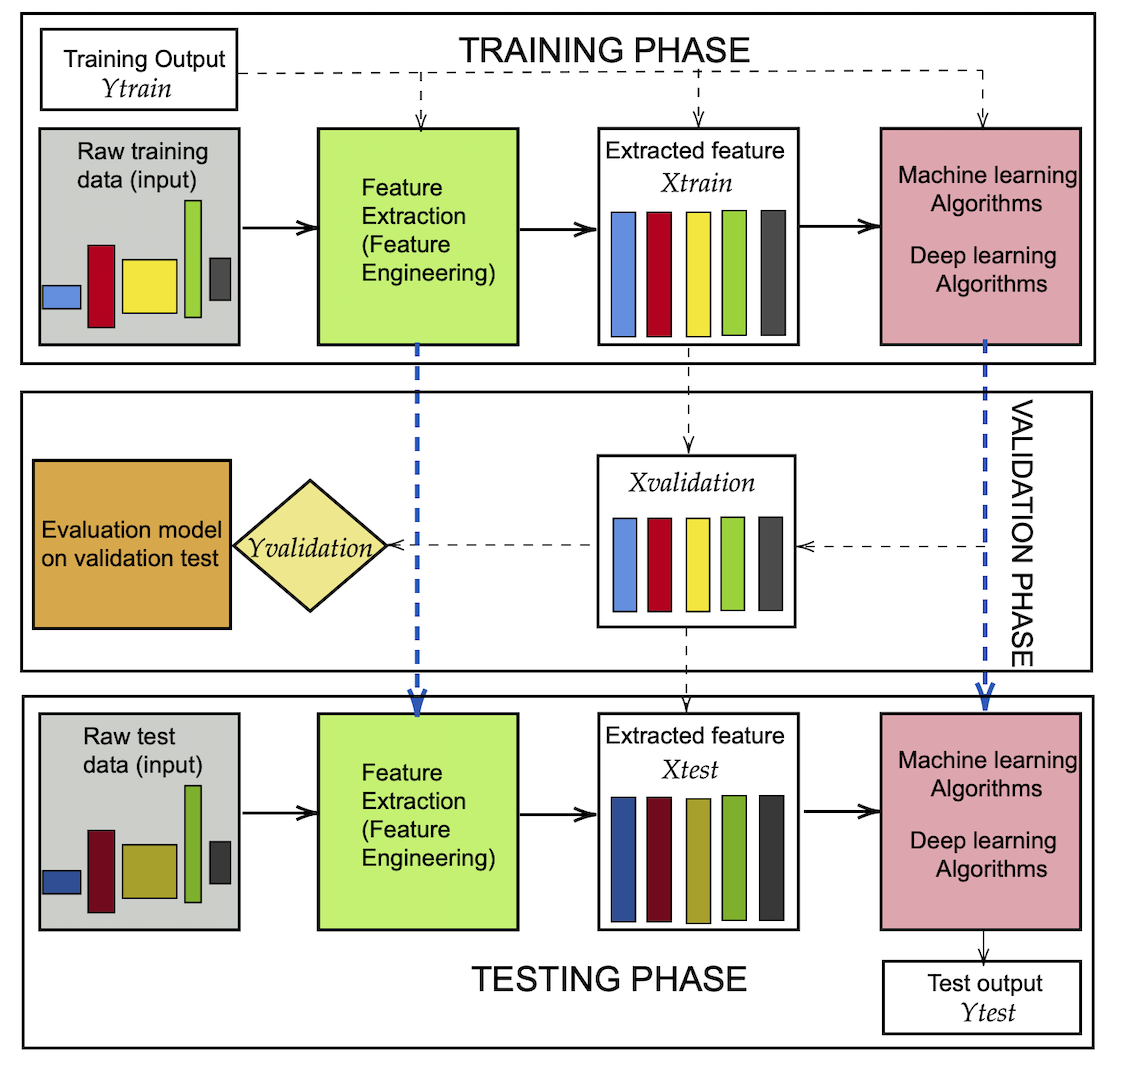 TRAINING PHASE
Training Output
Ytrain
Raw training
data (input)
Feature
Extraction
(Feature
Engineering)
Extracted feature
Xtrain
Machine learning
Algorithms
Deep learning
Algorithms
VALIDATION PHASE
Evaluation model
on validation test
Yvalidation
Xvalidation
Raw test
data (input)
Feature
Extraction
(Feature
Engineering)
Extracted feature
Xtest
Machine learning
Algorithms
Deep learning
Algorithms
TESTING PHASE
Test output
Ytest